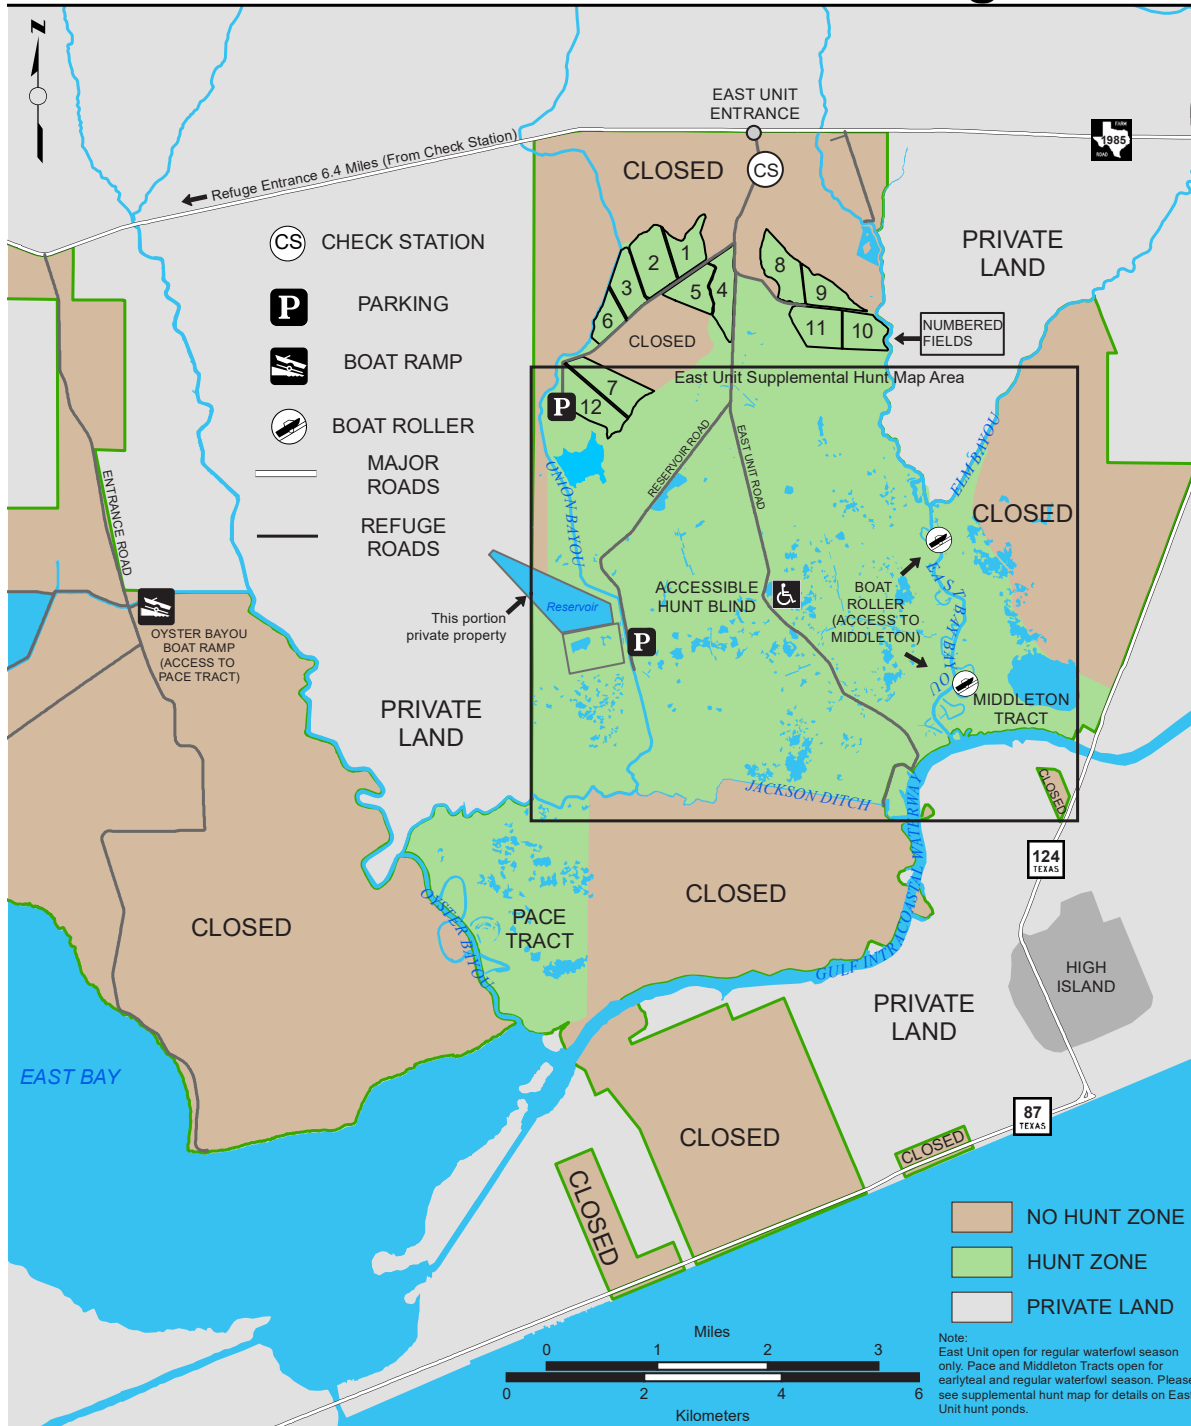 N
EAST UNIT
ENTRANCE
FARM
1985
ROAD
Refuge Entrance 6.4 Miles (From Check Station)
CLOSED
CS
CS CHECK STATION
P PARKING
BOAT RAMP
BOAT ROLLER
MAJOR
ROADS
REFUGE
ROADS
PRIVATE
LAND
1
2
3
4
5
6
7
8
9
10
11
12
CLOSED
NUMBERED
FIELDS
East Unit Supplemental Hunt Map Area
P
RESERVOIR ROAD
EAST UNIT ROAD
UNION BAYOU
ELM BAYOU
CLOSED
ENTRANCE ROAD
OYSTER BAYOU
BOAT RAMP
(ACCESS TO
PACE TRACT)
This portion
private property
Reservoir
P
ACCESSIBLE
HUNT BLIND
BOAT
ROLLER
(ACCESS TO
MIDDLETON)
EAST BAY BAYOU
MIDDLETON
TRACT
PRIVATE
LAND
JACKSON DITCH
CLOSED
124
TEXAS
CLOSED
OYSTER BAYOU
PACE
TRACT
CLOSED
GULF INTRACOASTAL WATERWAY
HIGH
ISLAND
PRIVATE
LAND
EAST BAY
87
TEXAS
CLOSED
CLOSED
CLOSED
NO HUNT ZONE
HUNT ZONE
PRIVATE LAND
Miles
0 1 2 3
0 2 4 6
Kilometers
Note:
East Unit open for regular waterfowl season
only. Pace and Middleton Tracts open for
earlyteal and regular waterfowl season. Please
see supplemental hunt map for details on East
Unit hunt ponds.